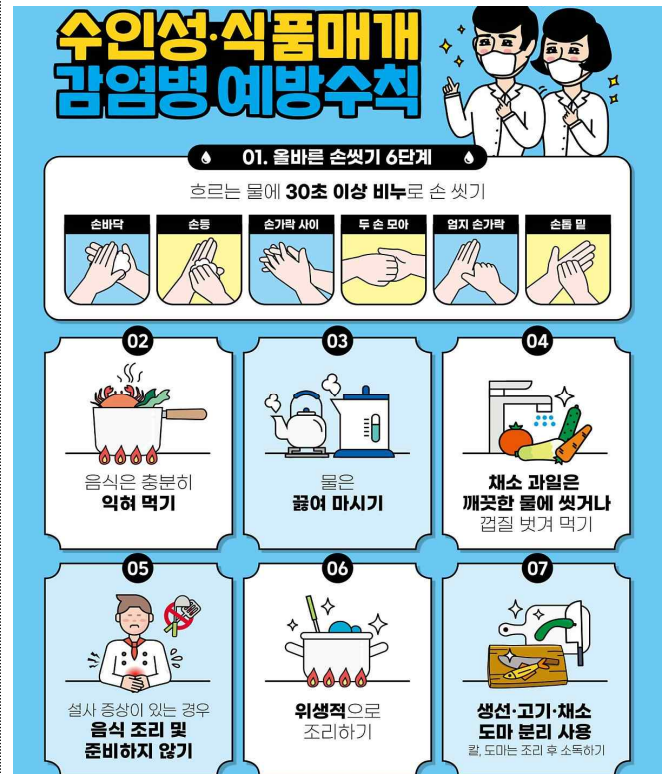 수인성·식품매개
감염병 예방수칙
01. 올바른 손씻기 6단계
흐르는 물에 30초 이상 비누로 손 씻기
손바닥
손등
손가락 사이
두 손 모아
엄지 손가락
손톱 밑
02
음식은 충분히
익혀 먹기
03
물은
끓여 마시기
04
채소 과일은
깨끗한 물에 씻거나
껍질 벗겨 먹기
05
설사 증상이 있는 경우
음식 조리 및
준비하지 않기
06
위생적으로
조리하기
07
생선·고기·채소
도마 분리 사용
칼, 도마는 조리 후 소독하기